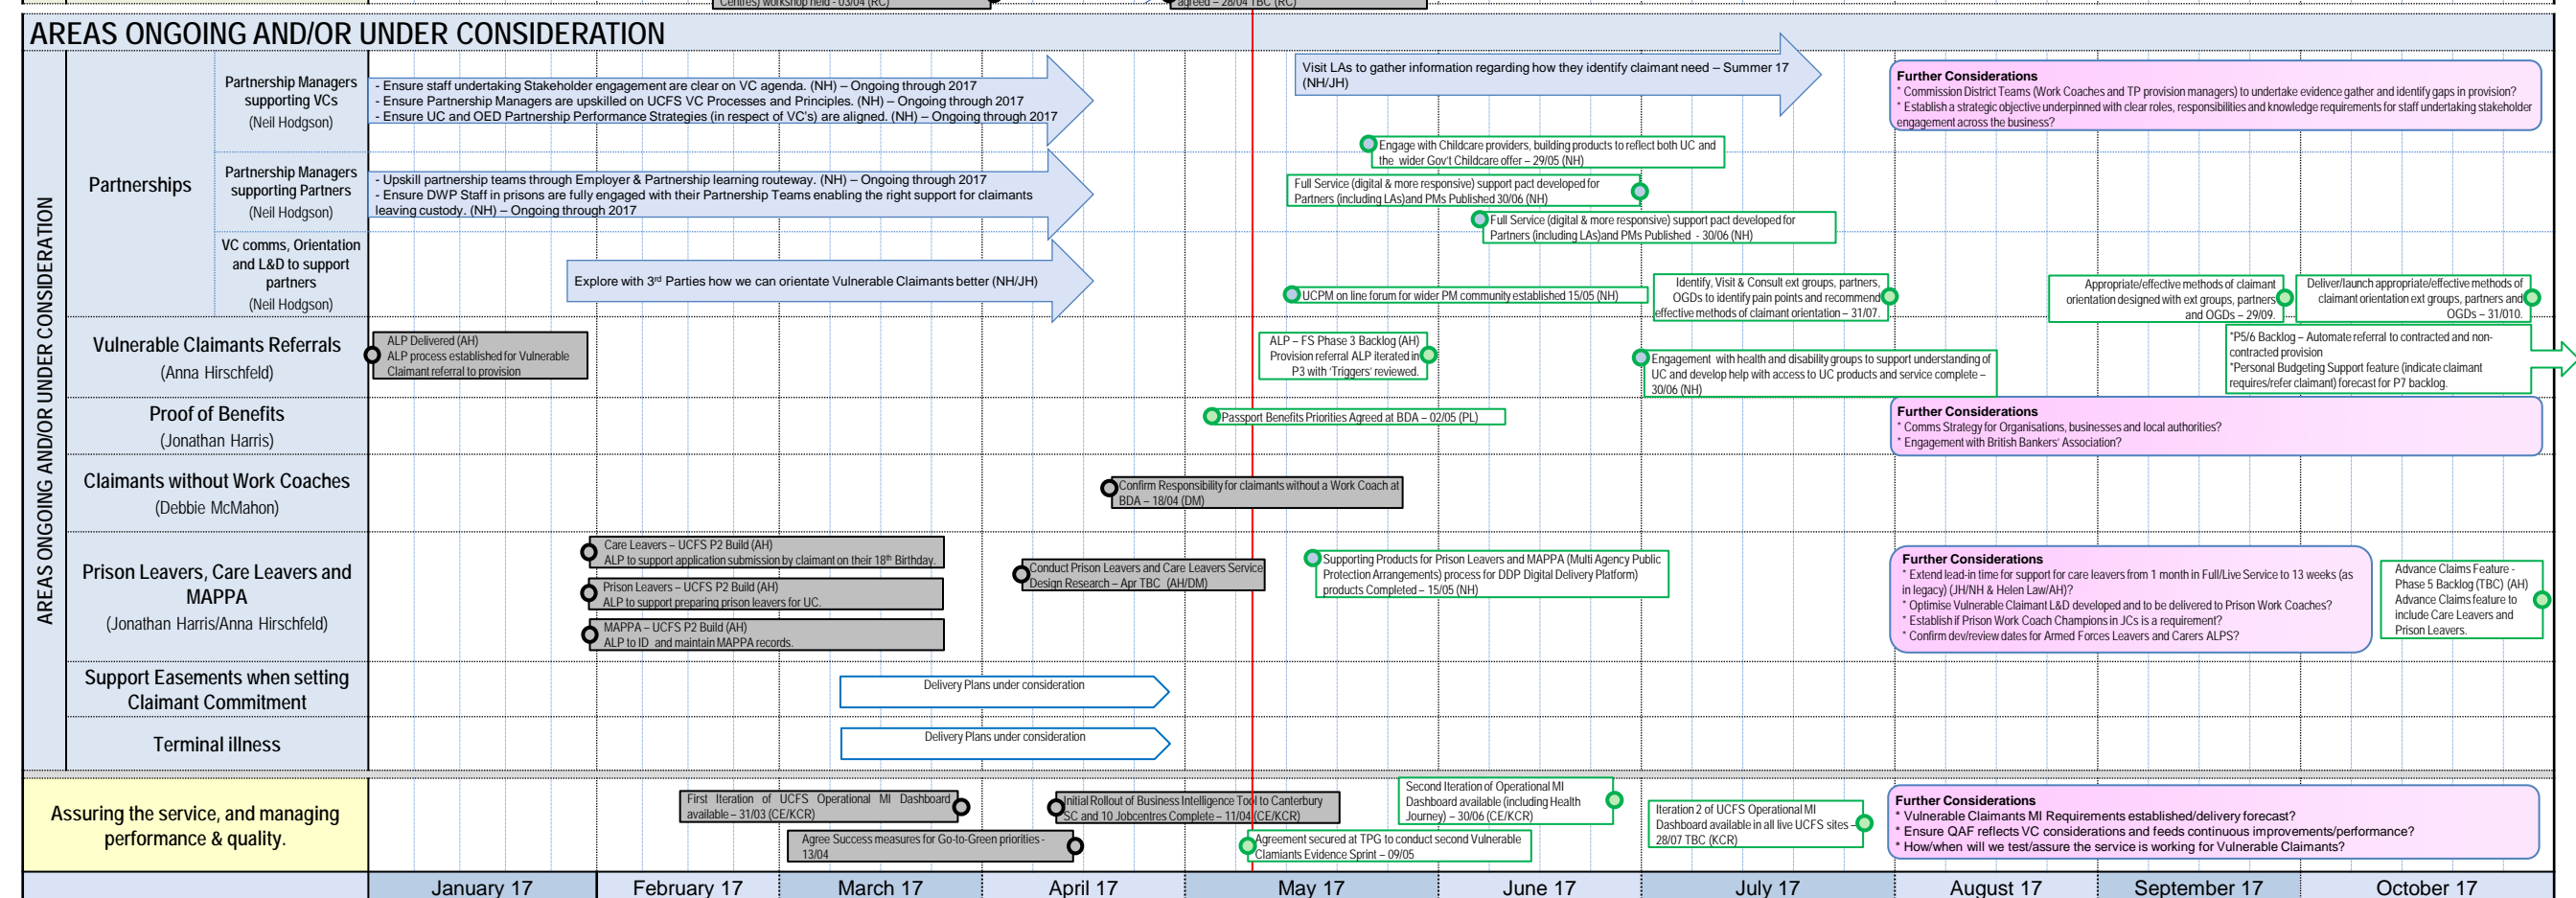 Centres) workshop held - 03/04 (RC)
agreed – 28/04 TBC (RC)
AREAS ONGOING AND/OR UNDER CONSIDERATION
AREAS ONGOING AND/OR UNDER CONSIDERATION
Partnerships
Partnership Managers
supporting VCs
(Neil Hodgson)
- Ensure staff undertaking Stakeholder engagement are clear on VC agenda. (NH) – Ongoing through 2017
- Ensure Partnership Managers are upskilled on UCFS VC Processes and Principles. (NH) – Ongoing through 2017
- Ensure UC and OED Partnership Performance Strategies (in respect of VC's) are aligned. (NH) – Ongoing through 2017
Visit LAs to gather information regarding how they identify claimant need – Summer 17
(NH/JH)
Further Considerations
* Commission District Teams (Work Coaches and TP provision managers) to undertake evidence gather and identify gaps in provision?
* Establish a strategic objective underpinned with clear roles, responsibilities and knowledge requirements for staff undertaking stakeholder
engagement across the business?
Engage with Childcare providers, building products to reflect both UC and
the wider Gov't Childcare offer – 29/05 (NH)
Partnership Managers
supporting Partners
(Neil Hodgson)
- Upskill partnership teams through Employer & Partnership learning routeway. (NH) – Ongoing through 2017
- Ensure DWP Staff in prisons are fully engaged with their Partnership Teams enabling the right support for claimants
leaving custody. (NH) – Ongoing through 2017
Full Service (digital & more responsive) support pact developed for
Partners (including LAs)and PMs Published 30/06 (NH)
Full Service (digital & more responsive) support pact developed for
Partners (including LAs)and PMs Published - 30/06 (NH)
VC comms, Orientation
and L&D to support
partners
(Neil Hodgson)
Explore with 3rd Parties how we can orientate Vulnerable Claimants better (NH/JH)
UCPM on line forum for wider PM community established 15/05 (NH)
Identify, Visit & Consult ext groups, partners,
OGDs to identify pain points and recommend
effective methods of claimant orientation – 31/07.
Appropriate/effective methods of claimant
orientation designed with ext groups, partners
and OGDs – 29/09.
Deliver/launch appropriate/effective methods of
claimant orientation ext groups, partners and
OGDs – 31/010.
Vulnerable Claimants Referrals
(Anna Hirschfeld)
ALP Delivered (AH)
ALP process established for Vulnerable
Claimant referral to provision
ALP – FS Phase 3 Backlog (AH)
Provision referral ALP iterated in
P3 with 'Triggers' reviewed.
Engagement with health and disability groups to support understanding of
UC and develop help with access to UC products and service complete –
30/06 (NH)
*P5/6 Backlog – Automate referral to contracted and non-
contracted provision
*Personal Budgeting Support feature (indicate claimant
requires/refer claimant) forecast for P7 backlog.
Proof of Benefits
(Jonathan Harris)
Passport Benefits Priorities Agreed at BDA – 02/05 (PL)
Further Considerations
* Comms Strategy for Organisations, businesses and local authorities?
* Engagement with British Bankers' Association?
Claimants without Work Coaches
(Debbie McMahon)
Confirm Responsibility for claimants without a Work Coach at
BDA – 18/04 (DM)
Prison Leavers, Care Leavers and
MAPPA
(Jonathan Harris/Anna Hirschfeld)
Care Leavers – UCFS P2 Build (AH)
ALP to support application submission by claimant on their 18th Birthday.
Prison Leavers – UCFS P2 Build (AH)
ALP to support preparing prison leavers for UC.
MAPPA – UCFS P2 Build (AH)
ALP to ID and maintain MAPPA records.
Conduct Prison Leavers and Care Leavers Service
Design Research – Apr TBC (AH/DM)
Supporting Products for Prison Leavers and MAPPA (Multi Agency Public
Protection Arrangements) process for DDP Digital Delivery Platform)
products Completed – 15/05 (NH)
Further Considerations
* Extend lead-in time for support for care leavers from 1 month in Full/Live Service to 13 weeks (as
in legacy) (JH/NH & Helen Law/AH)?
* Optimise Vulnerable Claimant L&D developed and to be delivered to Prison Work Coaches?
* Establish if Prison Work Coach Champions in JCs is a requirement?
* Confirm dev/review dates for Armed Forces Leavers and Carers ALPS?
Advance Claims Feature -
Phase 5 Backlog (TBC) (AH)
Advance Claims feature to
include Care Leavers and
Prison Leavers.
Support Easements when setting
Claimant Commitment
Delivery Plans under consideration
Terminal illness
Delivery Plans under consideration
Assuring the service, and managing
performance & quality.
First Iteration of UCFS Operational MI Dashboard
available – 31/03 (CE/KCR)
Agree Success measures for Go-to-Green priorities -
13/04
Initial Rollout of Business Intelligence Tool to Canterbury
SC and 10 Jobcentres Complete – 11/04 (CE/KCR)
Agreement secured at TPG to conduct second Vulnerable
Clamiants Evidence Sprint – 09/05
Second Iteration of Operational MI
Dashboard available (including Health
Journey) – 30/06 (CE/KCR)
Iteration 2 of UCFS Operational MI
Dashboard available in all live UCFS sites –
28/07 TBC (KCR)
Further Considerations
* Vulnerable Claimants MI Requirements established/delivery forecast?
* Ensure QAF reflects VC considerations and feeds continuous improvements/performance?
* How/when will we test/assure the service is working for Vulnerable Claimants?
January 17
February 17
March 17
April 17
May 17
June 17
July 17
August 17
September 17
October 17